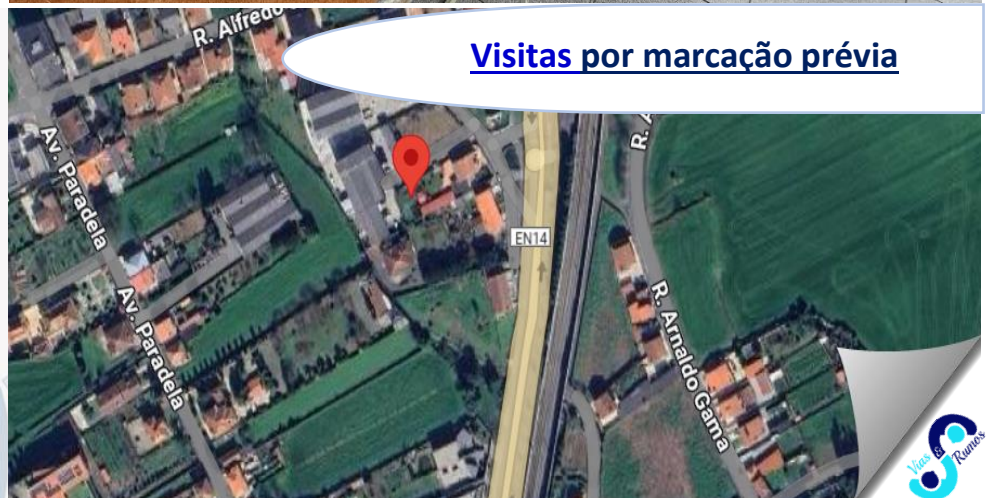 R. Alfredo
Visitas por marcação prévia
Av. Paradela
R. A
EN14
Av. Paradela
R. Arnaldo Gama
Vias & Rumos